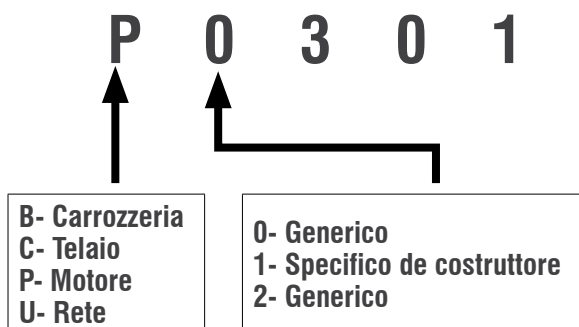 P 0 3 0 1
B- Carrozzeria
C- Telaio
P- Motore
U- Rete
0- Generico
1- Specifico de costruttore
2- Generico